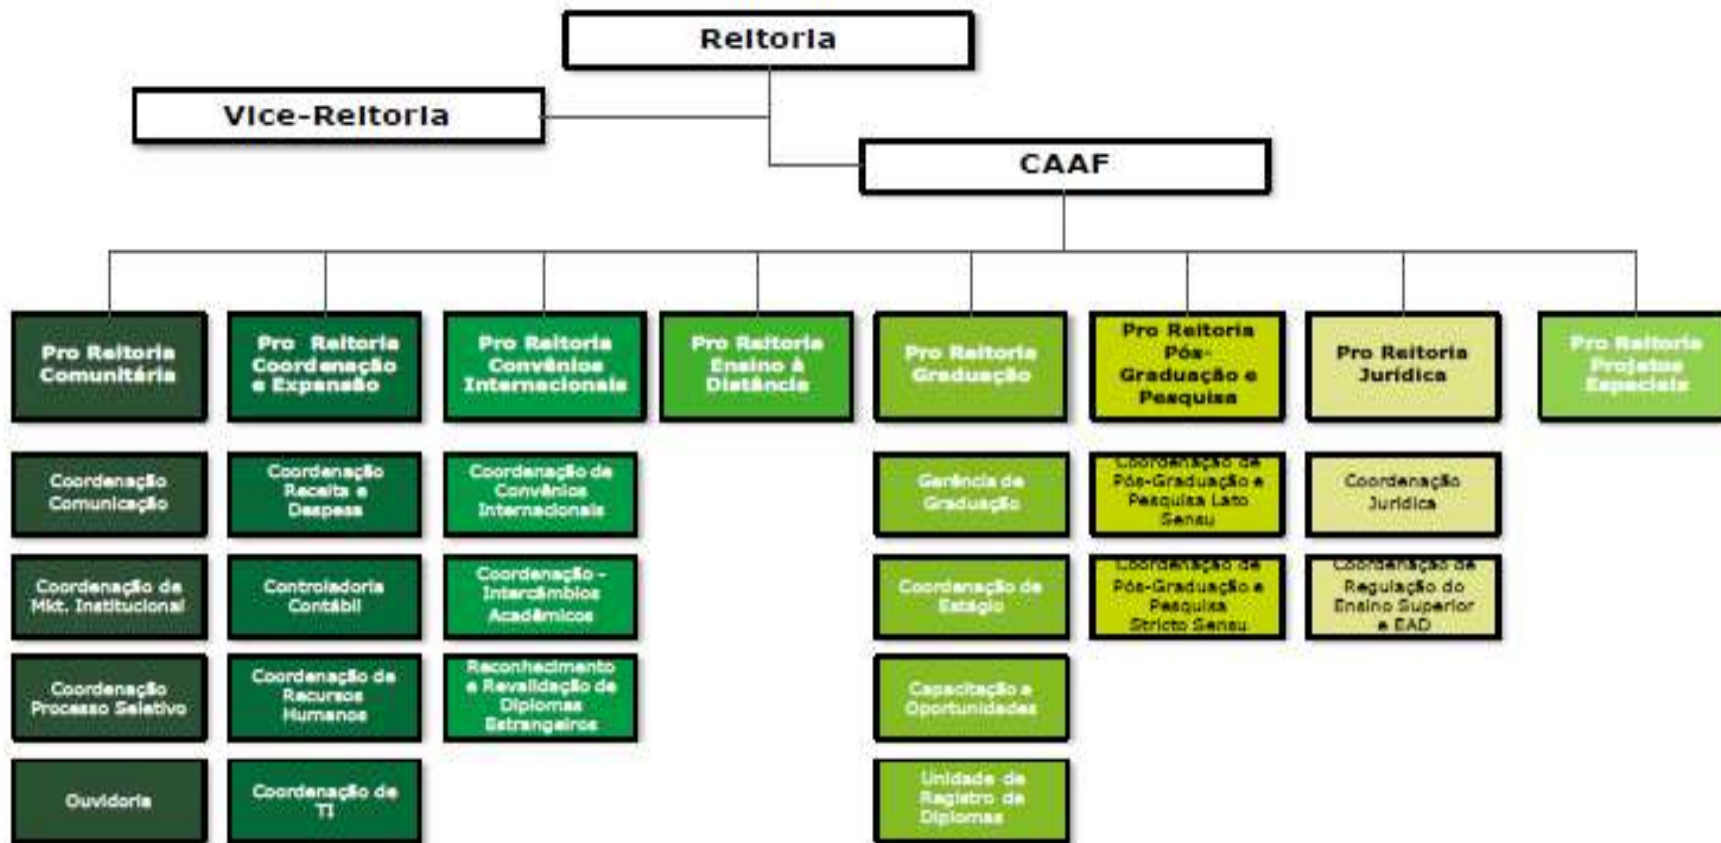 Reitoria
Vice-Reitoria
CAAF
Pro Reitoria
Comunitária
Pro Reitoria
Coordenação
e Expansão
Pro Reitoria
Convênios
Internacionais
Pro Reitoria
Ensino à
Distância
Pro Reitoria
Graduação
Pro Reitoria
Pós-
Graduação e
Pesquisa
Pro Reitoria
Jurídica
Pro Reitoria
Projetos
Espaciais
Coordenação
Comunicação
Coordenação
Receita e
Despesa
Coordenação de
Convênios
Internacionais
Gerência de
Graduação
Coordenação de
Pós-Graduação e
Pesquisa Lato
Sensu
Coordenação
Jurídica
Coordenação de
Mkt. Institucional
Controladoria
Contábil
Coordenação -
Intercâmbios
Acadêmicos
Coordenação de
Estágio
Coordenação de
Pós-Graduação e
Pesquisa
Stricto Sensu
Coordenação de
Regulação do
Ensino Superior
e EAD
Coordenação
Processo Seletivo
Coordenação de
Recursos
Humanos
Reconhecimento
e Revalidação de
Diplomas
Estrangeiros
Capacitação e
Oportunidades
Ouvidoria
Coordenação de
TI
Unidade de
Registro de
Diplomas